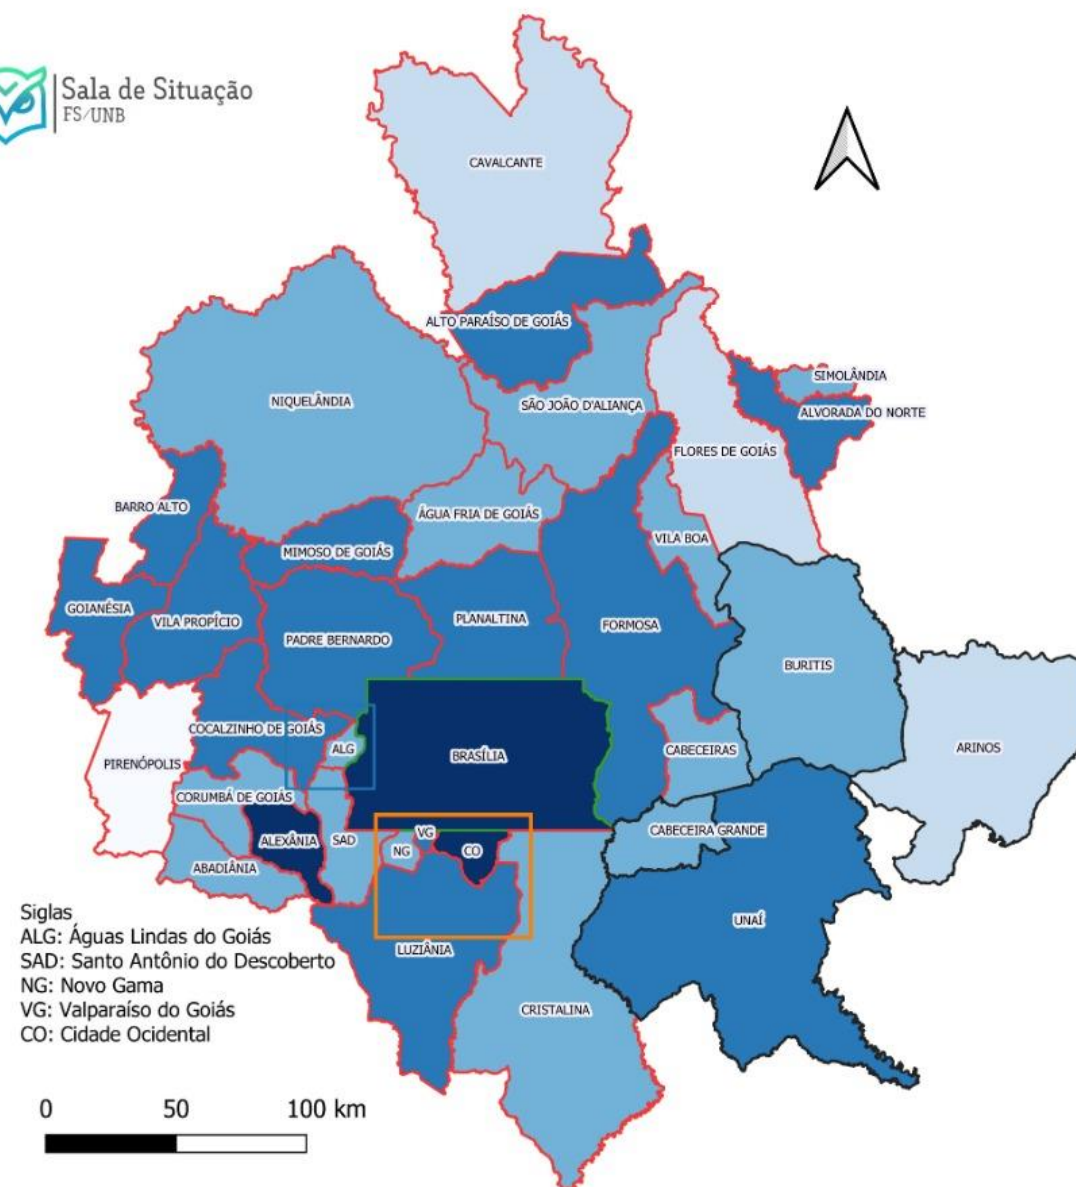 Sala de Situação
FS/UNB
CAVALCANTE
ALTO PARAÍSO DE GOIÁS
SIMOLÂNDIA
NIQUELÂNDIA
SÃO JOÃO D'ALIANÇA
ALVORADA DO NORTE
FLORES DE GOIÁS
BARRO ALTO
ÁGUA FRIA DE GOIÁS
VILA BOA
MIMOSO DE GOIÁS
GOIANÉSIA
VILA PROPÍCIO
PADRE BERNARDO
PLANALTINA
FORMOSA
BURITIS
COCALZINHO DE GOIÁS
ALG
BRASÍLIA
CABECEIRAS
ARINOS
PIRENÓPOLIS
CORUMBÁ DE GOIÁS
ALEXÂNIA
SAD
VG
NG
CO
CABECEIRA GRANDE
ABADIÂNIA
UNAÍ
LUZIÂNIA
CRISTALINA
Siglas
ALG: Águas Lindas do Goiás
SAD: Santo Antônio do Descoberto
NG: Novo Gama
VG: Valparaíso do Goiás
CO: Cidade Ocidental
0 50 100 km